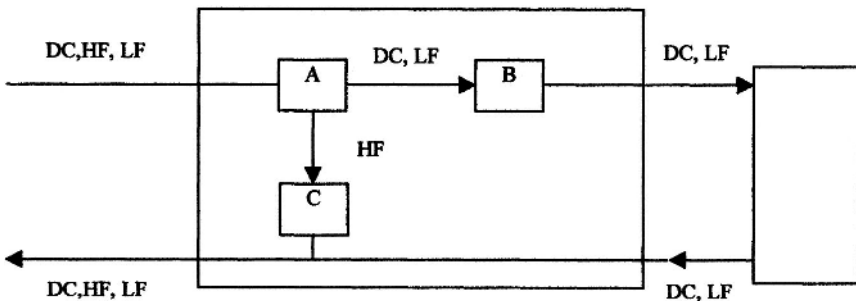 DC,HF, LF
A
DC, LF
B
DC, LF
HF
C
DC,HF, LF
DC, LF